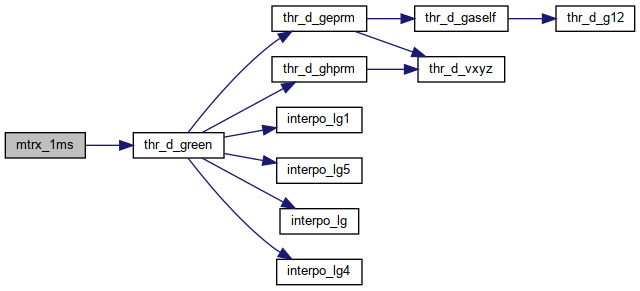 thr_d_geprm
thr_d_gaself
thr_d_g12
thr_d_ghprm
thr_d_vxyz
interpo_lg1
mtrx_1ms
thr_d_green
interpo_lg5
interpo_lg
interpo_lg4